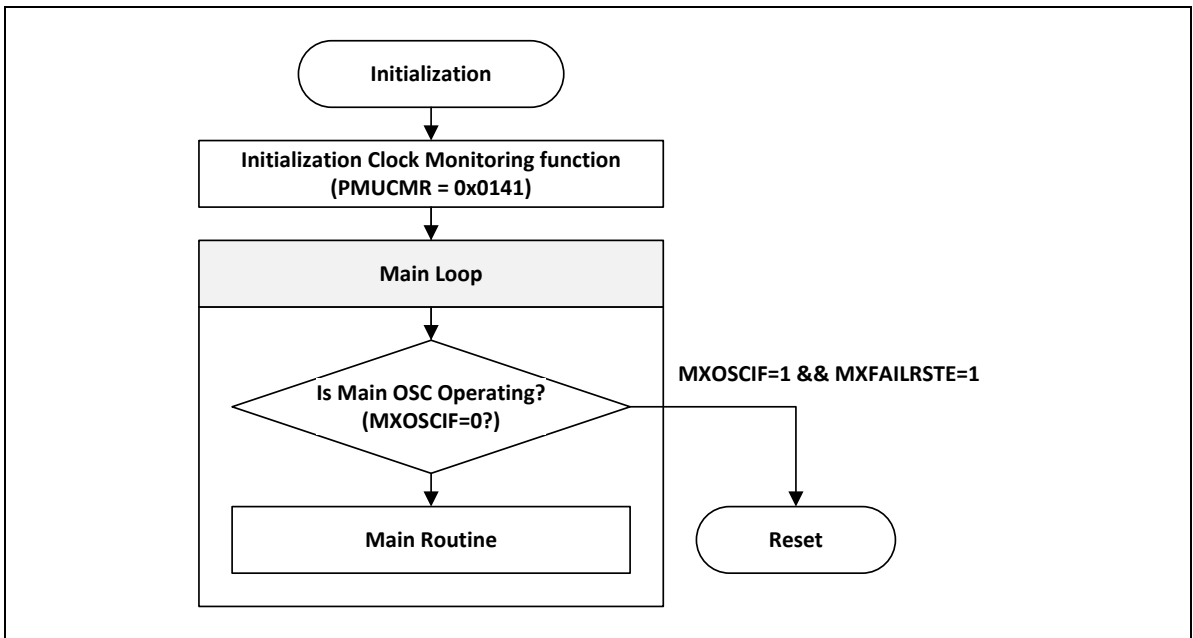 Initialization
Initialization Clock Monitoring function
(PMUCMR = 0x0141)
Main Loop
Is Main OSC Operating?
(MXOSCIF=0?)
MXOSCIF=1 && MXFAILRSTE=1
Main Routine
Reset